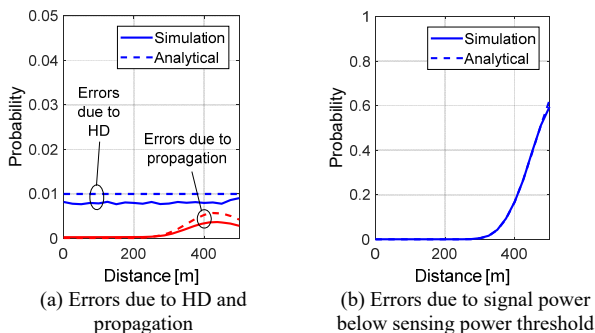 0.05
0.04
0.03
0.02
0.01
0
Probability
Simulation
Analytical
Errors
due to
HD
Errors due to
propagation
0 200 400
Distance [m]
(a) Errors due to HD and
propagation
1
0.8
0.6
0.4
0.2
0
Probability
Simulation
Analytical
0 200 400
Distance [m]
(b) Errors due to signal power
below sensing power threshold